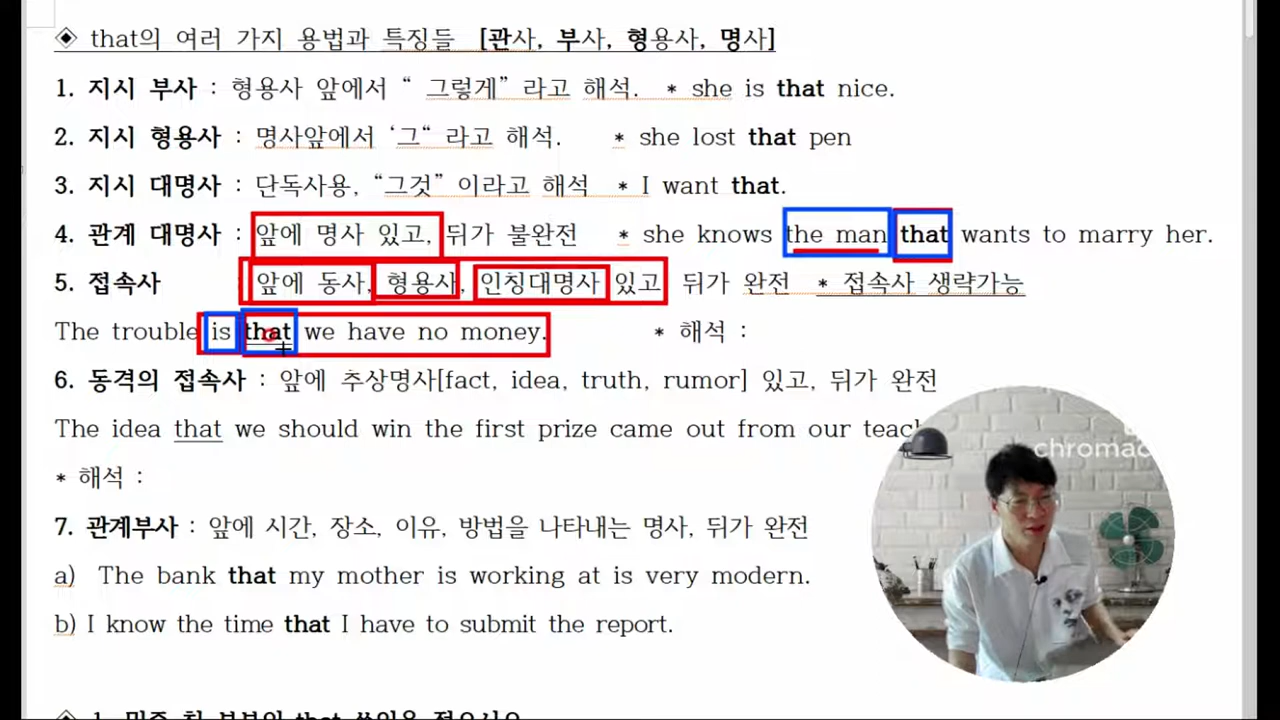 ◈ that의 여러 가지 용법과 특징들 [관사, 부사, 형용사, 명사]
1. 지시 부사 : 형용사 앞에서 “ 그렇게” 라고 해석. * she is that nice.
2. 지시 형용사 : 명사앞에서 ‘그“ 라고 해석. * she lost that pen
3. 지시 대명사 : 단독사용, “그것” 이라고 해석 * I want that.
4. 관계 대명사 : 앞에 명사 있고, 뒤가 불완전 * she knows the man that wants to marry her.
5. 접속사 앞에 동사, 형용사, 인칭대명사 있고 뒤가 완전 * 접속사 생략가능
The trouble is that we have no money. * 해석 :
6. 동격의 접속사 : 앞에 추상명사[fact, idea, truth, rumor] 있고, 뒤가 완전
The idea that we should win the first prize came out from our
* 해석 :
7. 관계부사 : 앞에 시간, 장소, 이유, 방법을 나타내는 명사, 뒤가 완전
a) The bank that my mother is working at is very modern.
b) I know the time that I have to submit the report.